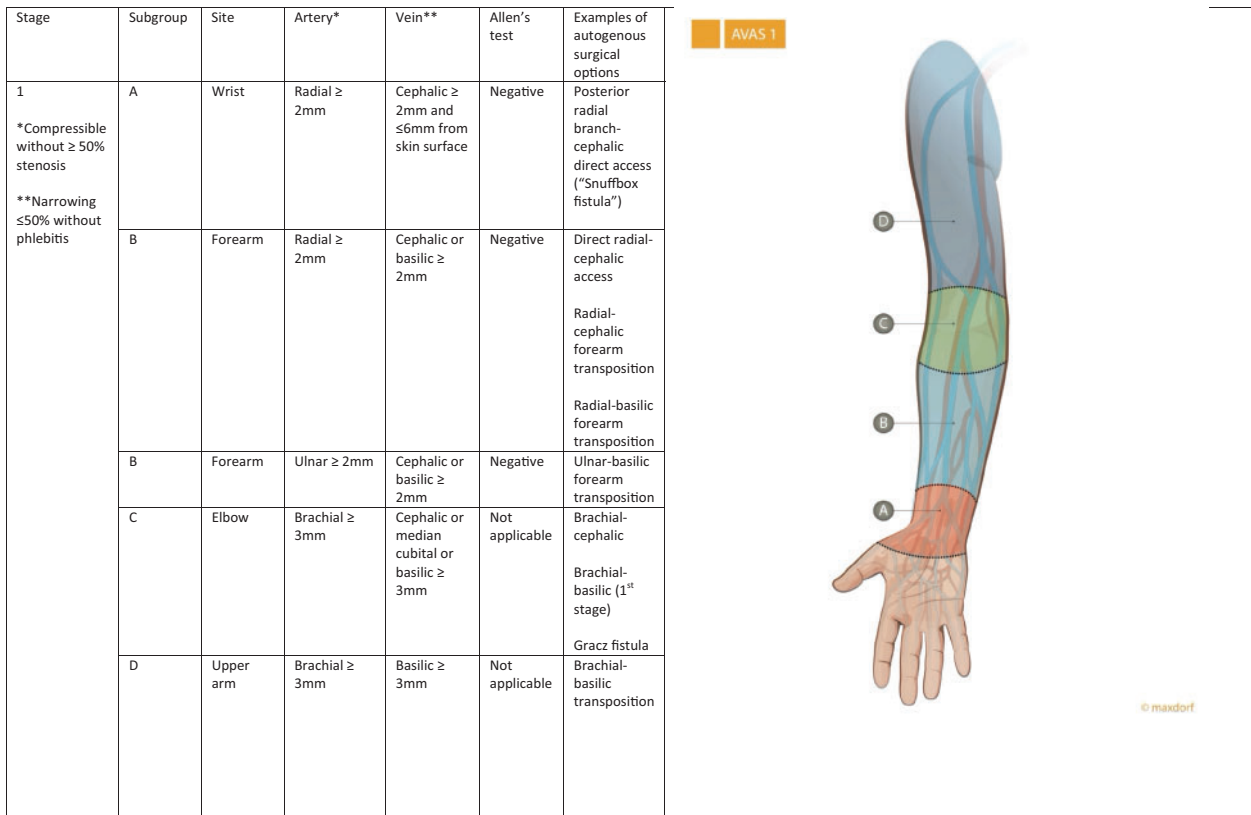 Stage
Subgroup
Site
Artery*
Vein**
Allen's
test
Examples of
autogenous
surgical
options
1
*Compressible
without ≥ 50%
stenosis
**Narrowing
≤50% without
phlebitis
A
Wrist
Radial ≥
2mm
Cephalic ≥
2mm and
≤6mm from
skin surface
Negative
Posterior
radial
branch-
cephalic
direct access
(“Snuffbox
fistula”)
B
Forearm
Radial ≥
2mm
Cephalic or
basilic ≥
2mm
Negative
Direct radial-
cephalic
access
Radial-
cephalic
forearm
transposition
Radial-basilic
forearm
transposition
B
Forearm
Ulnar ≥ 2mm
Cephalic or
basilic ≥
2mm
Negative
Ulnar-basilic
forearm
transposition
C
Elbow
Brachial ≥
3mm
Cephalic or
median
cubital or
basilic ≥
3mm
Not
applicable
Brachial-
cephalic
Brachial-
basilic (1st
stage)
Gracz fistula
D
Upper
arm
Brachial ≥
3mm
Basilic ≥
3mm
Not
applicable
Brachial-
basilic
transposition
AVAS 1
D
C
B
A
© maxdorf